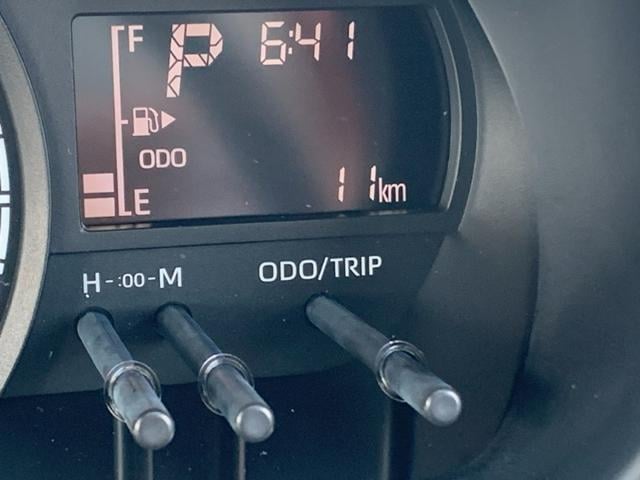 F P 6:41
ODO
E 11km
H-:00-M ODO/TRIP